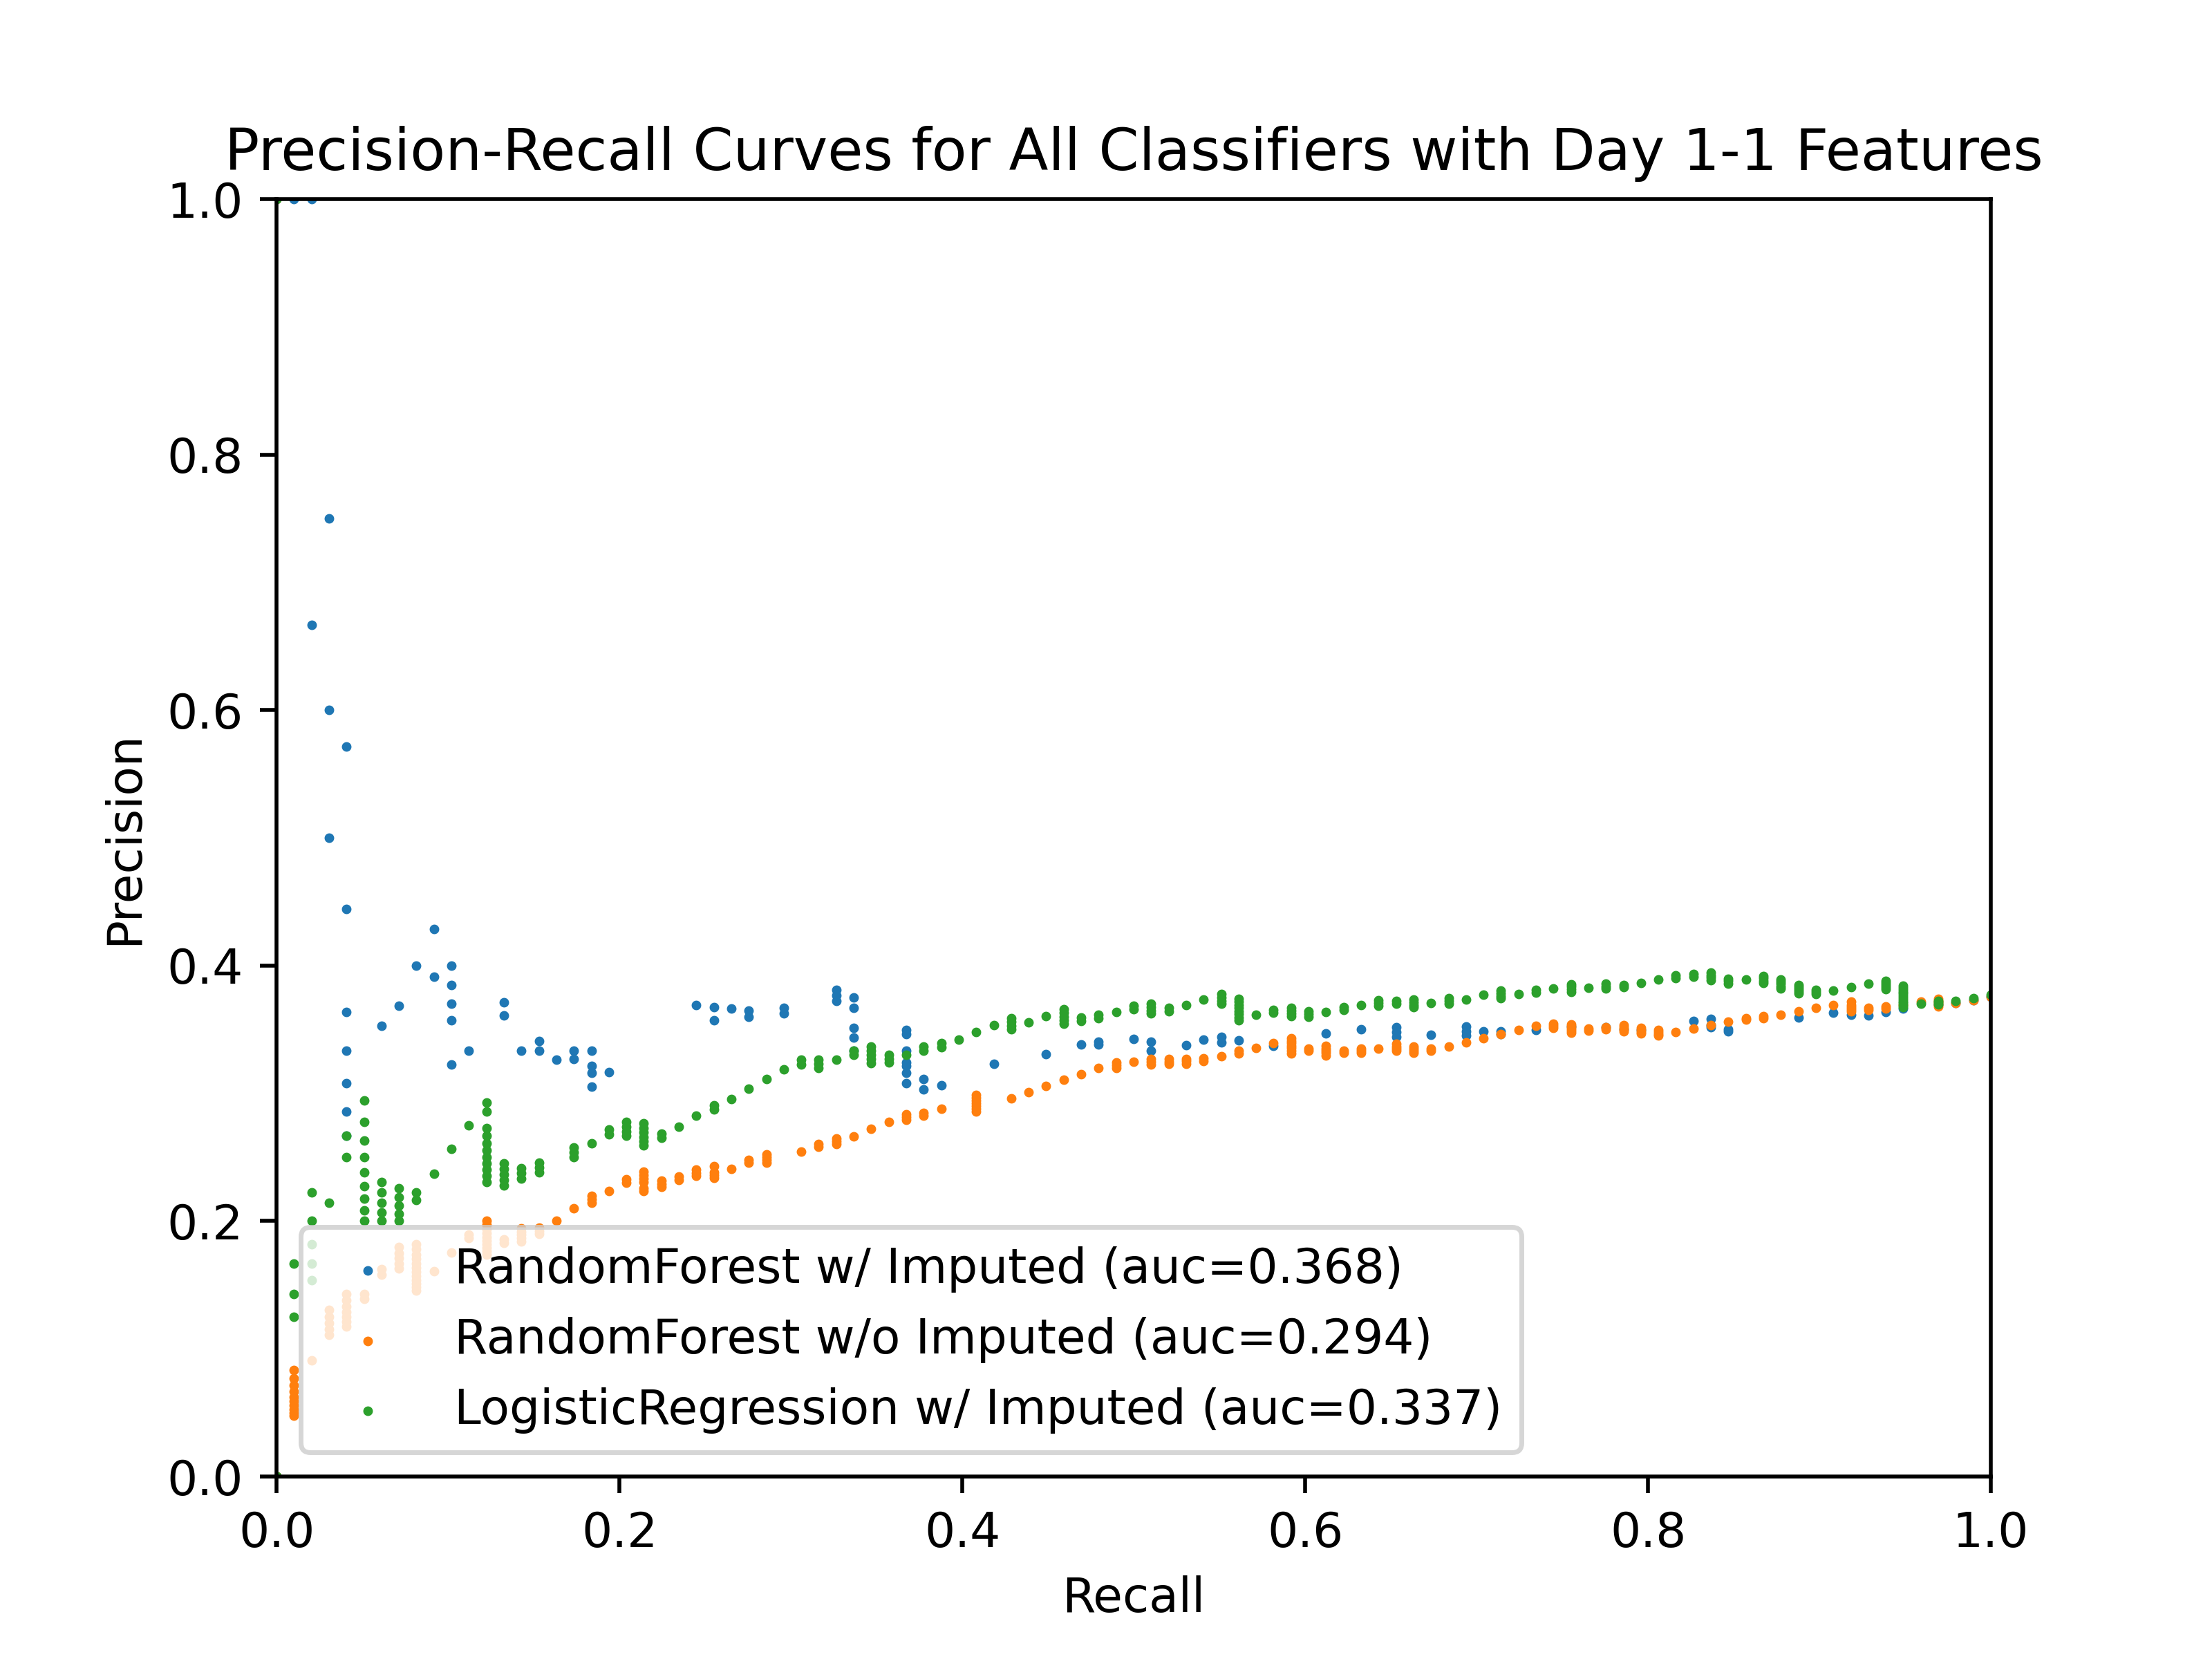 Precision-Recall Curves for All Classifiers with Day 1-1 Features
1.0
0.8
0.6
0.4
0.2
0.0
Precision
RandomForest w/ Imputed (auc=0.368)
RandomForest w/o Imputed (auc=0.294)
LogisticRegression w/ Imputed (auc=0.337)
0.0 0.2 0.4 0.6 0.8 1.0
Recall